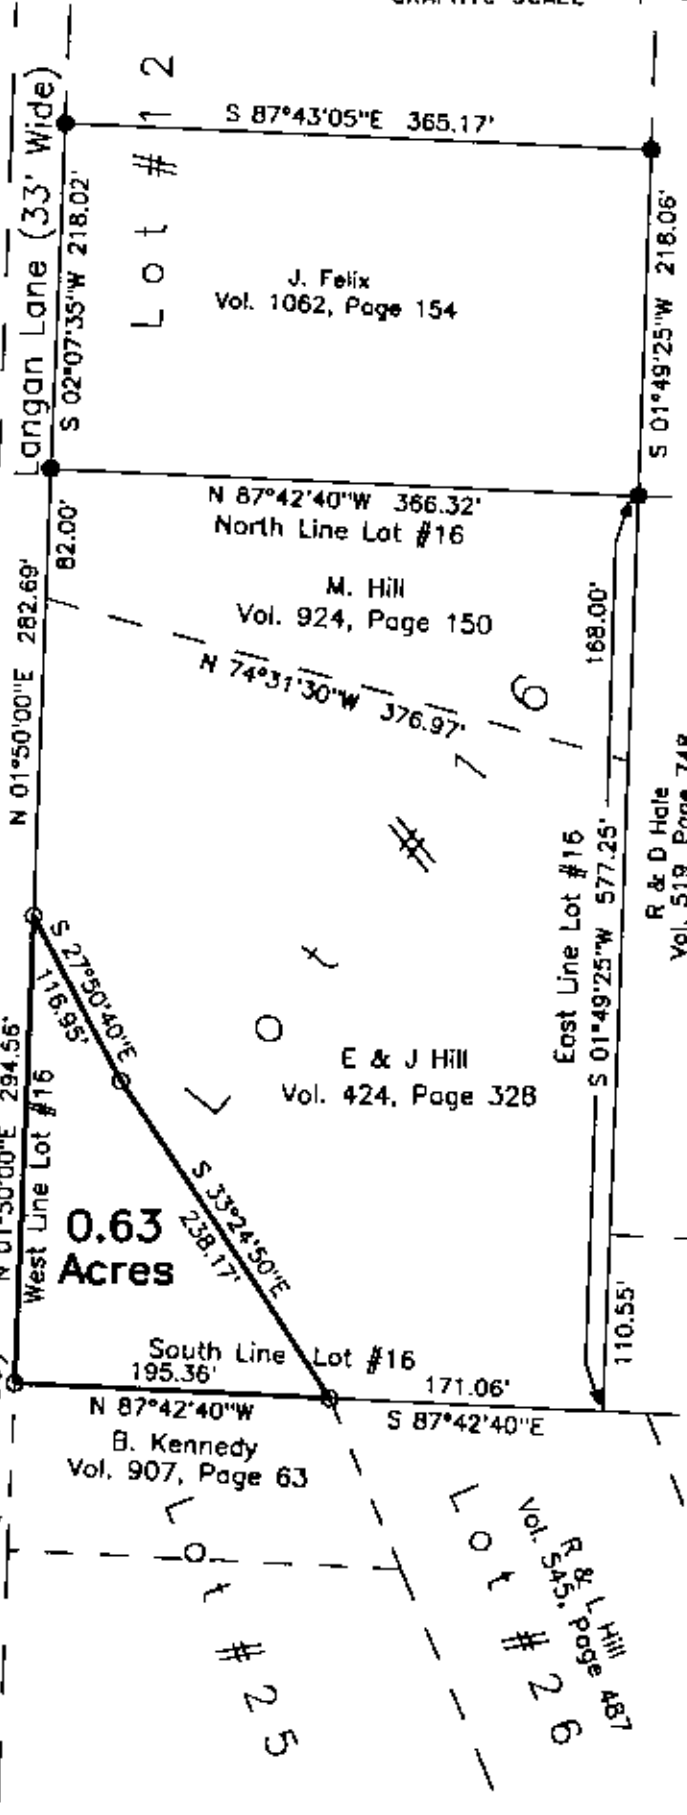 S 87°43'05"E 365.17'
Langan Lane (33' Wide)
S 02°07'35"W 218.02'
Lot #12
J. Felix
Vol. 1062, Page 154
S 01°49'25"W 218.06'
N 87°42'40"W 366.32'
North Line Lot #16
82.00'
N 01°50'00"E 282.69'
M. Hill
Vol. 924, Page 150
168.00'
N 74°31'30"W 376.97'
Lot #16
R & D Hale
Vol. 519, Page 748
East Line Lot #16
S 01°49'25"W 577.25'
S 27°50'40"E
116.95'
E & J Hill
Vol. 424, Page 328
N 01°50'00"E 294.56'
West Line Lot #16
S 33°24'50"E
238.17'
0.63
Acres
110.55'
South Line Lot #16
195.36'
171.06'
N 87°42'40"W
S 87°42'40"E
B. Kennedy
Vol. 907, Page 63
Lot #25
Lot #26
R & L Hill
Vol. 545, Page 487